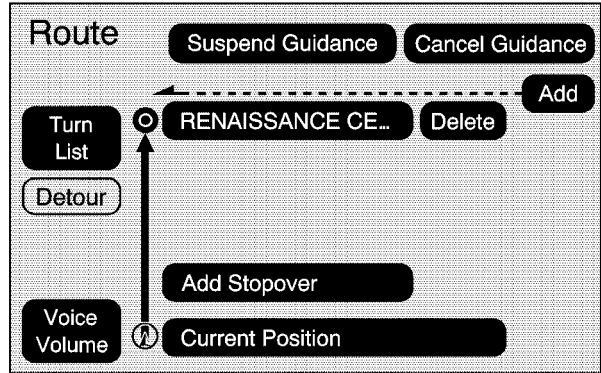 Route
Suspend Guidance
Cancel Guidance
Add
Turn
List
RENAISSANCE CE...
Delete
Detour
Add Stopover
Voice
Volume
Current Position